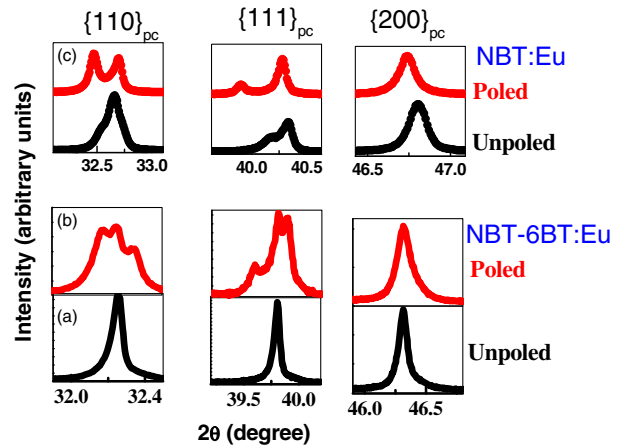 {110}pc {111}pc {200}pc
(c) NBT:Eu
Poled
Unpoled
32.5 33.0 40.0 40.5 46.5 47.0
Intensity (arbitrary units)
(b) NBT-6BT:Eu
Poled
(a)
Unpoled
32.0 32.4 39.5 40.0 46.0 46.5
2θ (degree)